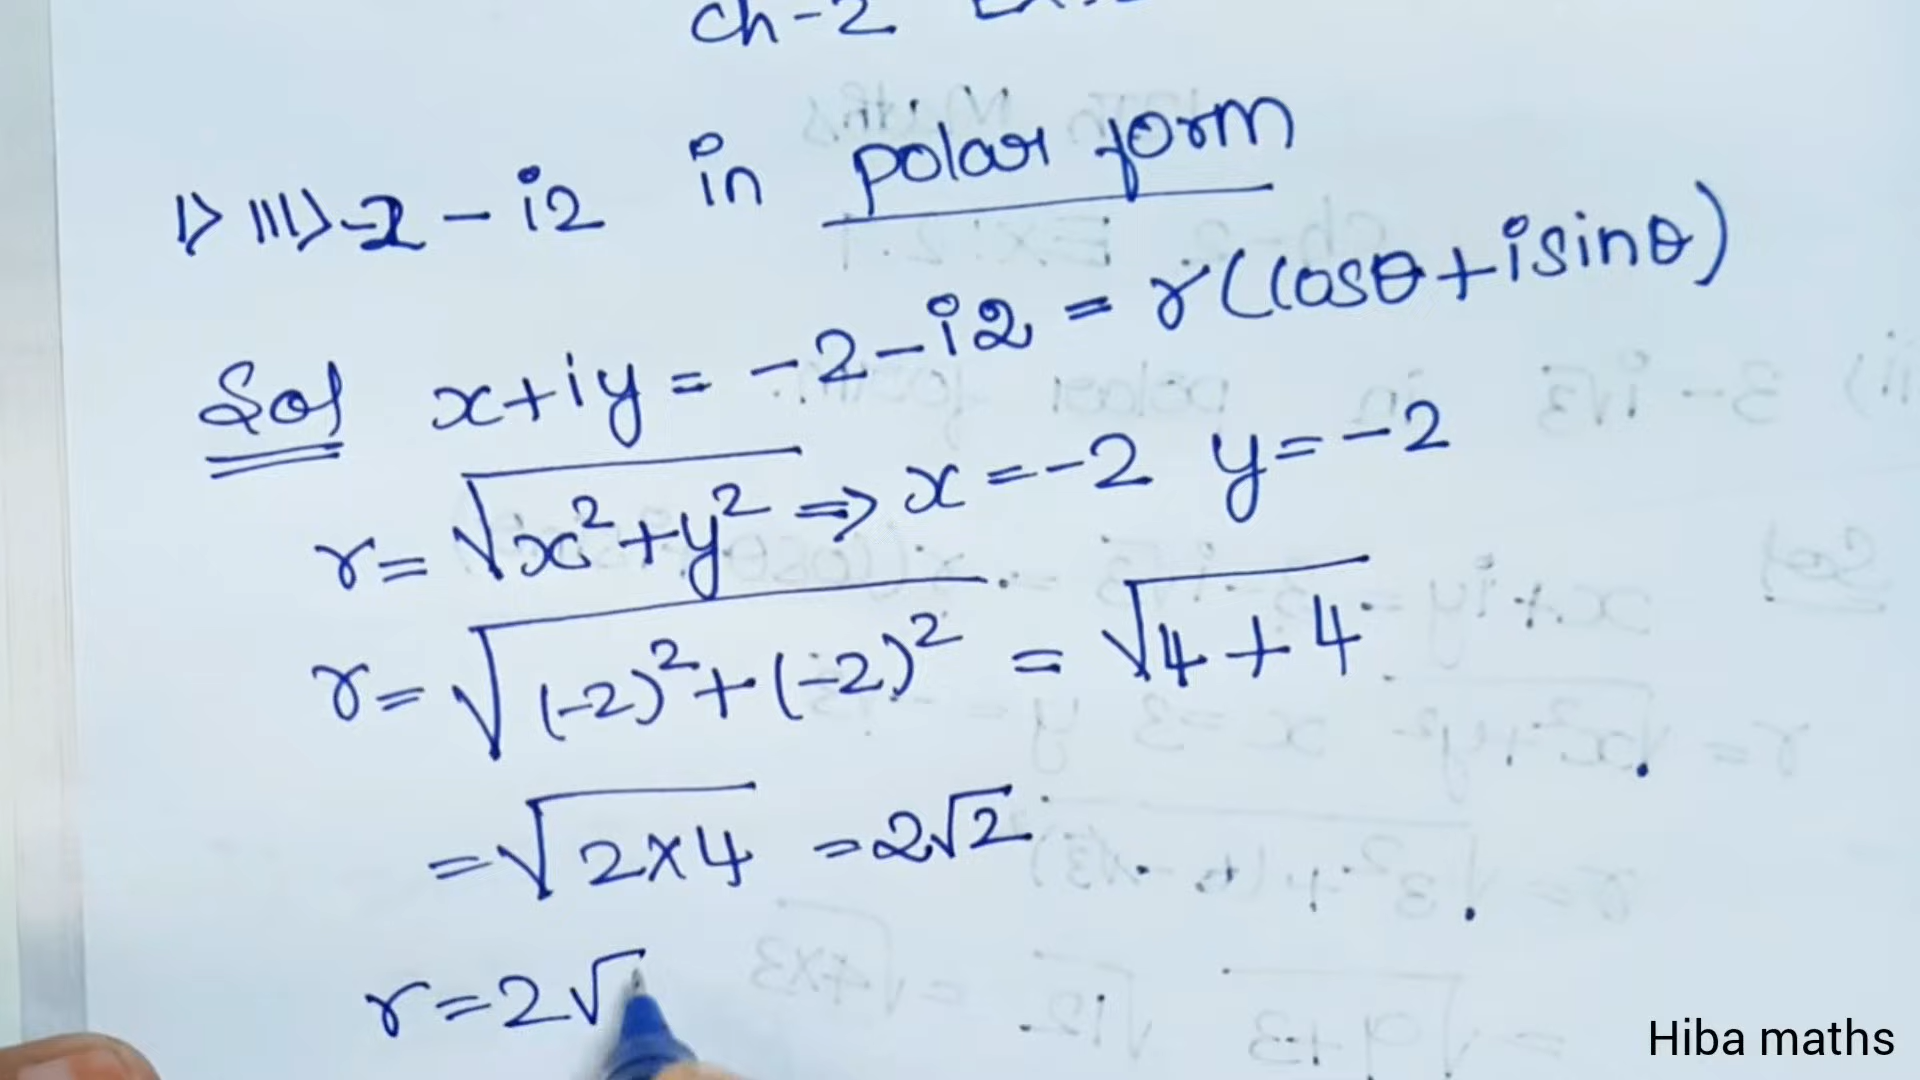 Ch-2
1> III> -2 - i2 in polar form
Sol x+iy = -2-i2 = r(cosθ+isinθ)
r = √x²+y² ⇒ x = -2 y = -2
r = √(-2)²+(-2)² = √4+4
= √2×4 = 2√2
r = 2√
Hiba maths